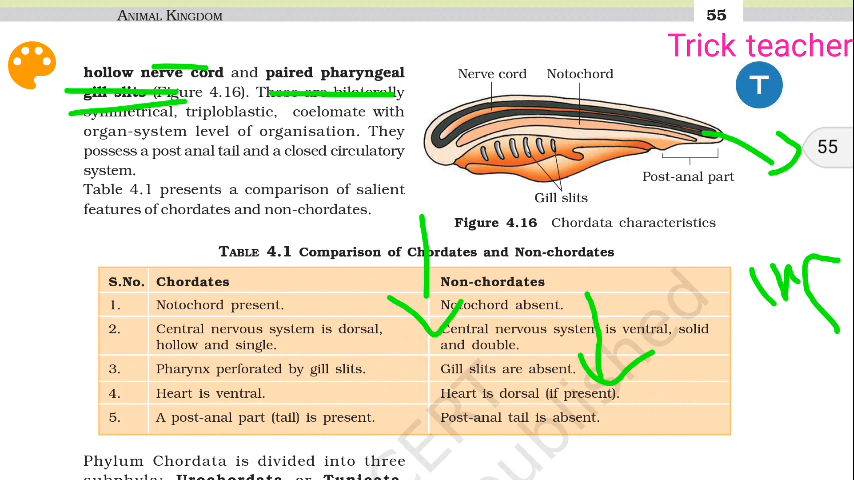 ANIMAL KINGDOM
55
Trick teacher
T
55
hollow nerve cord and paired pharyngeal
gill slits (Figure 4.16). These are bilaterally
symmetrical, triploblastic, coelomate with
organ-system level of organisation. They
possess a post anal tail and a closed circulatory
system.
Table 4.1 presents a comparison of salient
features of chordates and non-chordates.
Nerve cord Notochord
Post-anal part
Gill slits
Figure 4.16 Chordata characteristics
TABLE 4.1 Comparison of Chordates and Non-chordates
S.No. Chordates Non-chordates
1. Notochord present. Notochord absent.
2. Central nervous system is dorsal, Central nervous system is ventral, solid
hollow and single. and double.
3. Pharynx perforated by gill slits. Gill slits are absent.
4. Heart is ventral. Heart is dorsal (if present).
5. A post-anal part (tail) is present. Post-anal tail is absent.
Phylum Chordata is divided into three
subphyla: Urochordata or Tunicata,